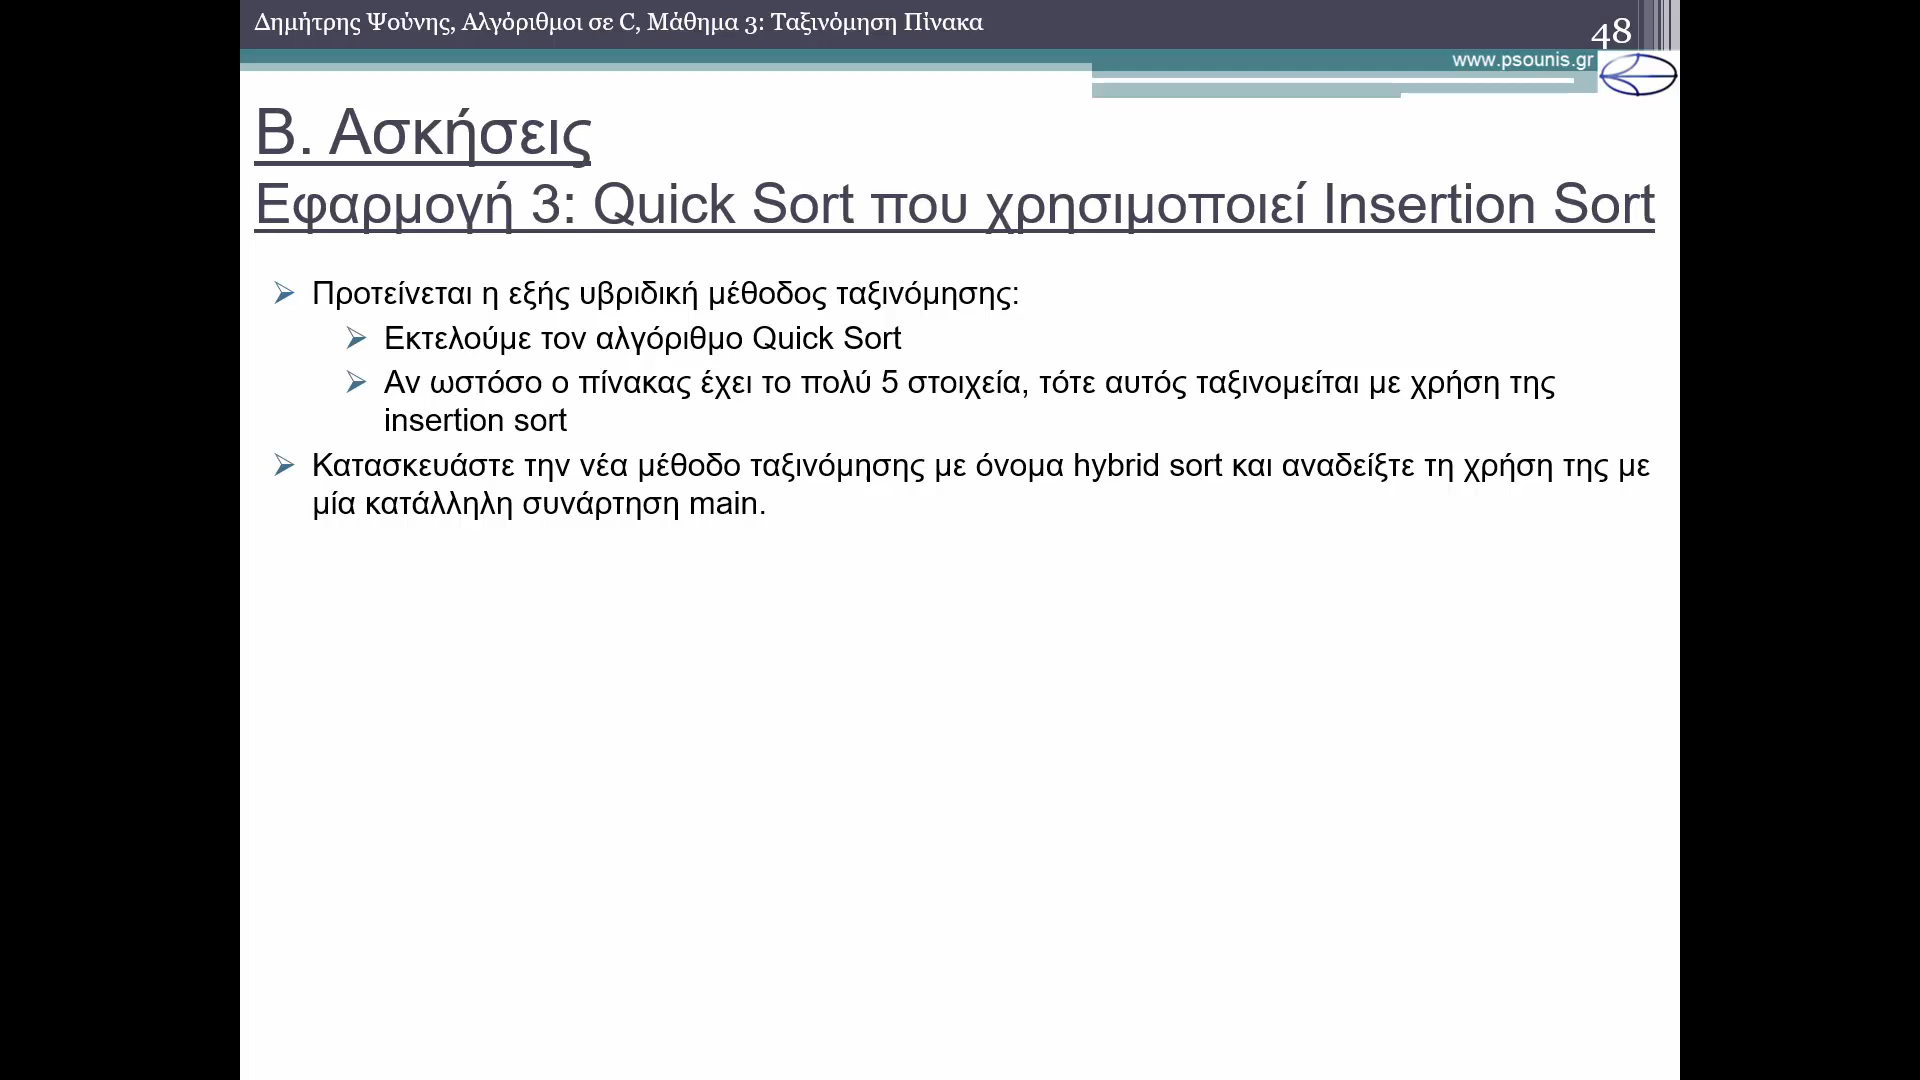 Δημήτρης Ψούνης, Αλγόριθμοι σε C, Μάθημα 3: Ταξινόμηση Πίνακα
48
www.psounis.gr
Β. Ασκήσεις
Εφαρμογή 3: Quick Sort που χρησιμοποιεί Insertion Sort
Προτείνεται η εξής υβριδική μέθοδος ταξινόμησης:
Εκτελούμε τον αλγόριθμο Quick Sort
Αν ωστόσο ο πίνακας έχει το πολύ 5 στοιχεία, τότε αυτός ταξινομείται με χρήση της
insertion sort
Κατασκευάστε την νέα μέθοδο ταξινόμησης με όνομα hybrid sort και αναδείξτε τη χρήση της με
μία κατάλληλη συνάρτηση main.